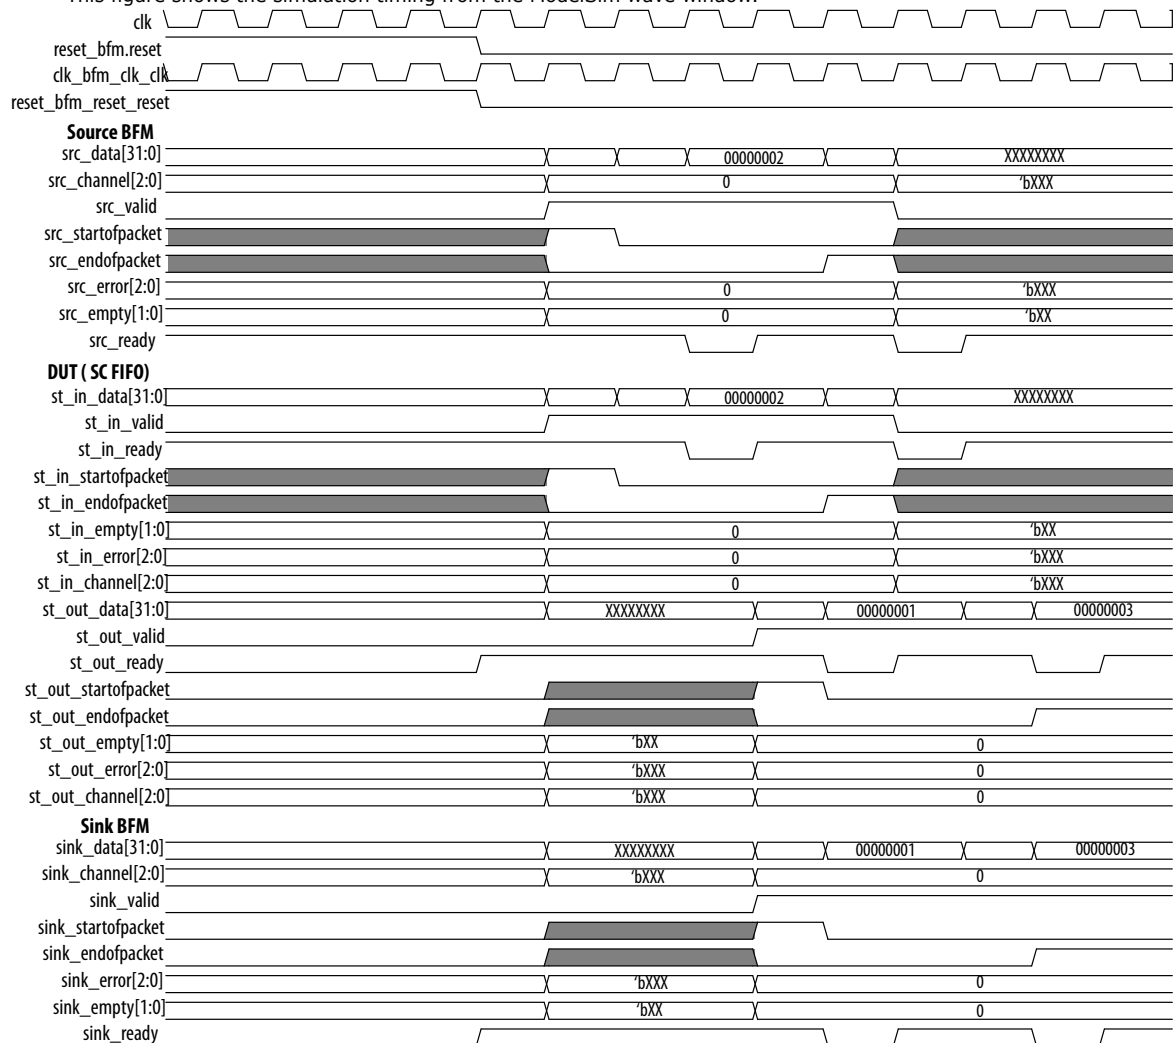 This figure shows the simulation timing from the ModelSim wave window.
clk
reset_bfm.reset
clk_bfm_clk_clk
reset_bfm_reset_reset
Source BFM
src_data[31:0] 00000002 XXXXXXXX
src_channel[2:0] 0 'bXXX
src_valid
src_startofpacket
src_endofpacket
src_error[2:0] 0 'bXXX
src_empty[1:0] 0 'bXX
src_ready
DUT ( SC FIFO)
st_in_data[31:0] 00000002 XXXXXXXX
st_in_valid
st_in_ready
st_in_startofpacket
st_in_endofpacket
st_in_empty[1:0] 0 'bXX
st_in_error[2:0] 0 'bXXX
st_in_channel[2:0] 0 'bXXX
st_out_data[31:0] XXXXXXXX 00000001 00000003
st_out_valid
st_out_ready
st_out_startofpacket
st_out_endofpacket
st_out_empty[1:0] 'bXX 0
st_out_error[2:0] 'bXXX 0
st_out_channel[2:0] 'bXXX 0
Sink BFM
sink_data[31:0] XXXXXXXX 00000001 00000003
sink_channel[2:0] 'bXXX 0
sink_valid
sink_startofpacket
sink_endofpacket
sink_error[2:0] 'bXXX 0
sink_empty[1:0] 'bXX 0
sink_ready